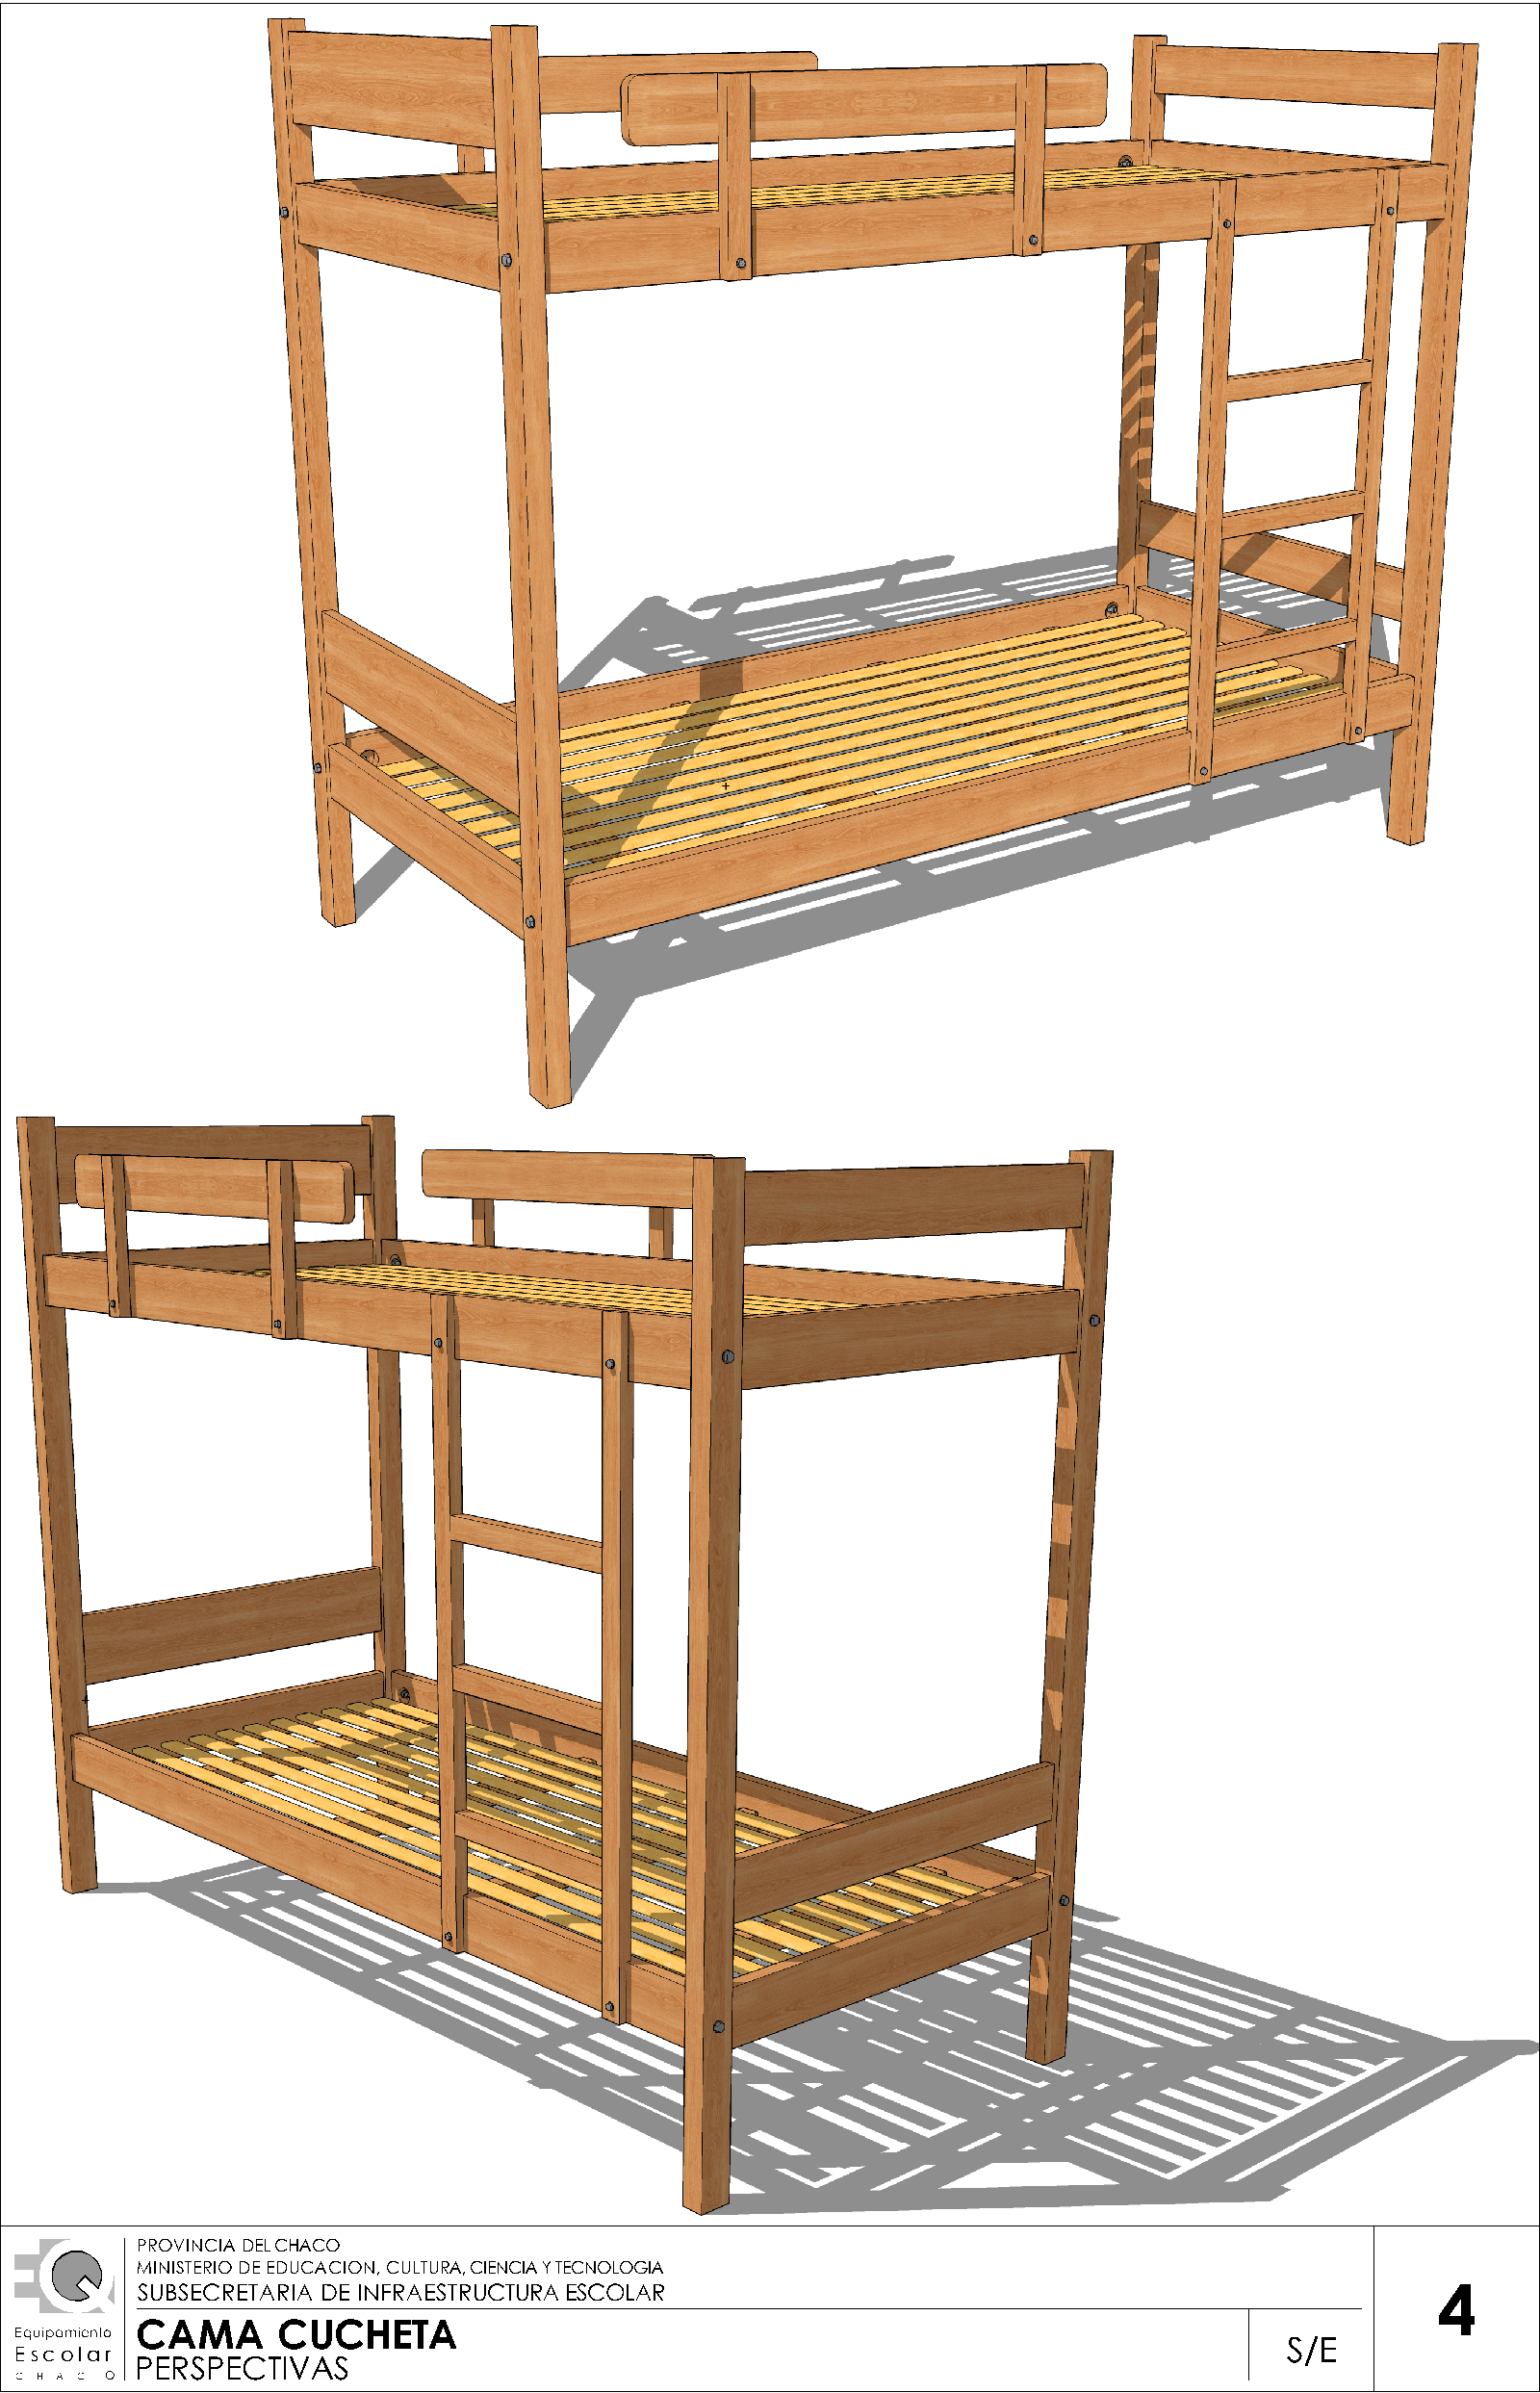 PROVINCIA DEL CHACO
MINISTERIO DE EDUCACION, CULTURA, CIENCIA Y TECNOLOGIA
SUBSECRETARIA DE INFRAESTRUCTURA ESCOLAR
CAMA CUCHETA
PERSPECTIVAS
Equipamiento
Escolar
CHACO
S/E
4